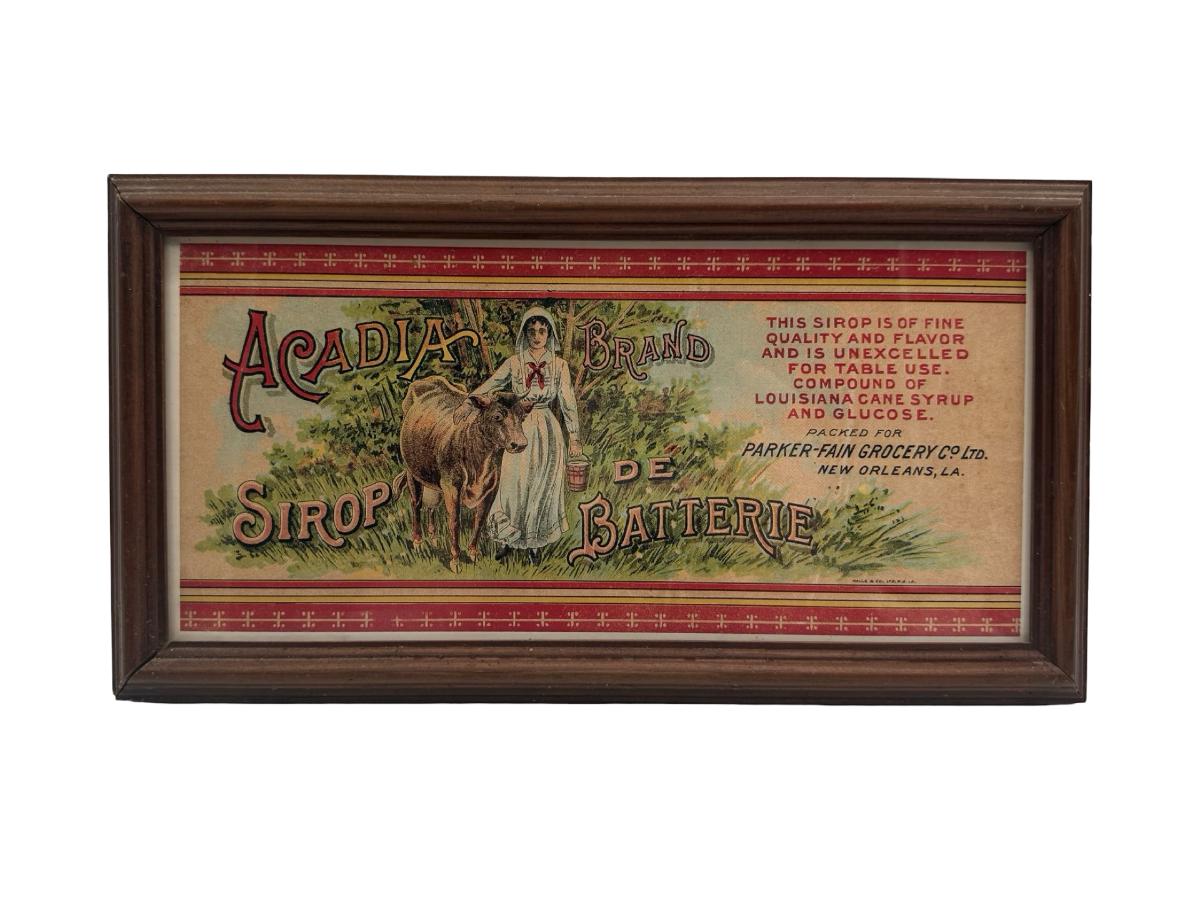 ACADIA BRAND
SIROP DE BATTERIE
THIS SIROP IS OF FINE
QUALITY AND FLAVOR
AND IS UNEXCELLED
FOR TABLE USE.
COMPOUND OF
LOUISIANA CANE SYRUP
AND GLUCOSE.
PACKED FOR
PARKER-FAIN GROCERY CO. LTD.
NEW ORLEANS, LA.